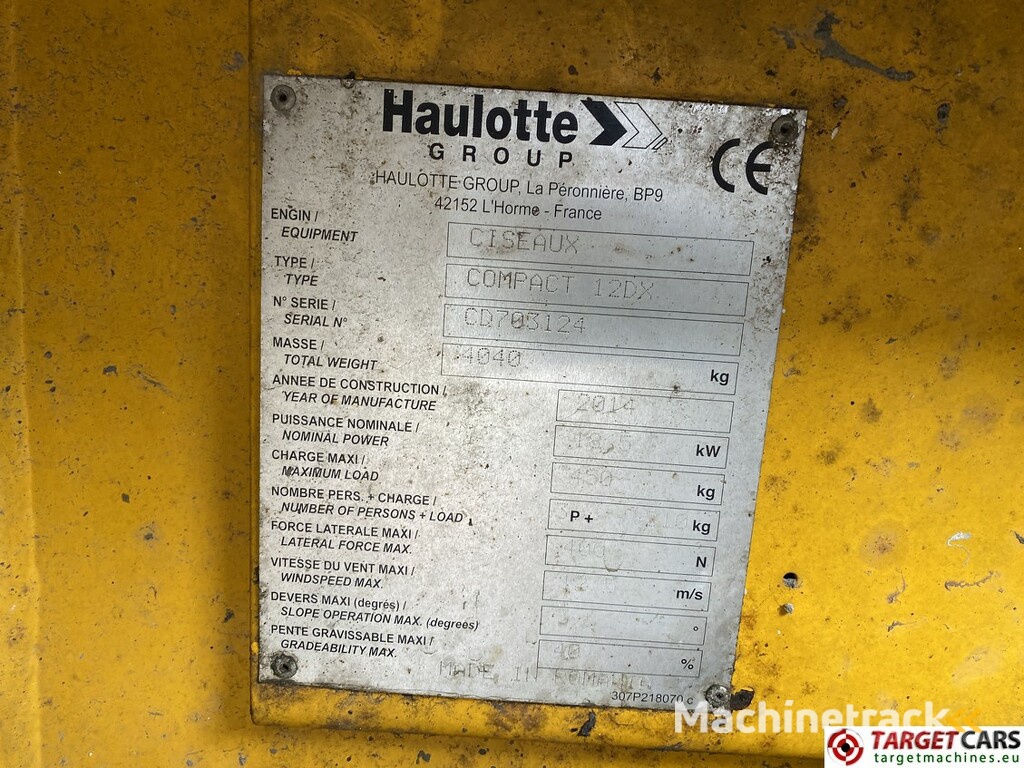 Haulotte
GROUP
CE
HAULOTTE GROUP, La Péronnière, BP9
42152 L'Horme - France
ENGIN /
EQUIPMENT
CISEAUX
TYPE /
TYPE
COMPACT 12DX
N° SERIE /
SERIAL N°
CD703124
MASSE /
TOTAL WEIGHT
4040 kg
ANNEE DE CONSTRUCTION /
YEAR OF MANUFACTURE
2014
PUISSANCE NOMINALE /
NOMINAL POWER
kW
CHARGE MAXI /
MAXIMUM LOAD
450 kg
NOMBRE PERS. + CHARGE /
NUMBER OF PERSONS + LOAD
P + kg
FORCE LATERALE MAXI /
LATERAL FORCE MAX.
400 N
VITESSE DU VENT MAXI /
WINDSPEED MAX.
m/s
DEVERS MAXI (degrés) /
SLOPE OPERATION MAX. (degrees)
°
PENTE GRAVISSABLE MAXI /
GRADEABILITY MAX.
40 %
MADE IN ROMANIA
307P218070 c
Machinetrack
TARGETCARS
targetmachines.eu